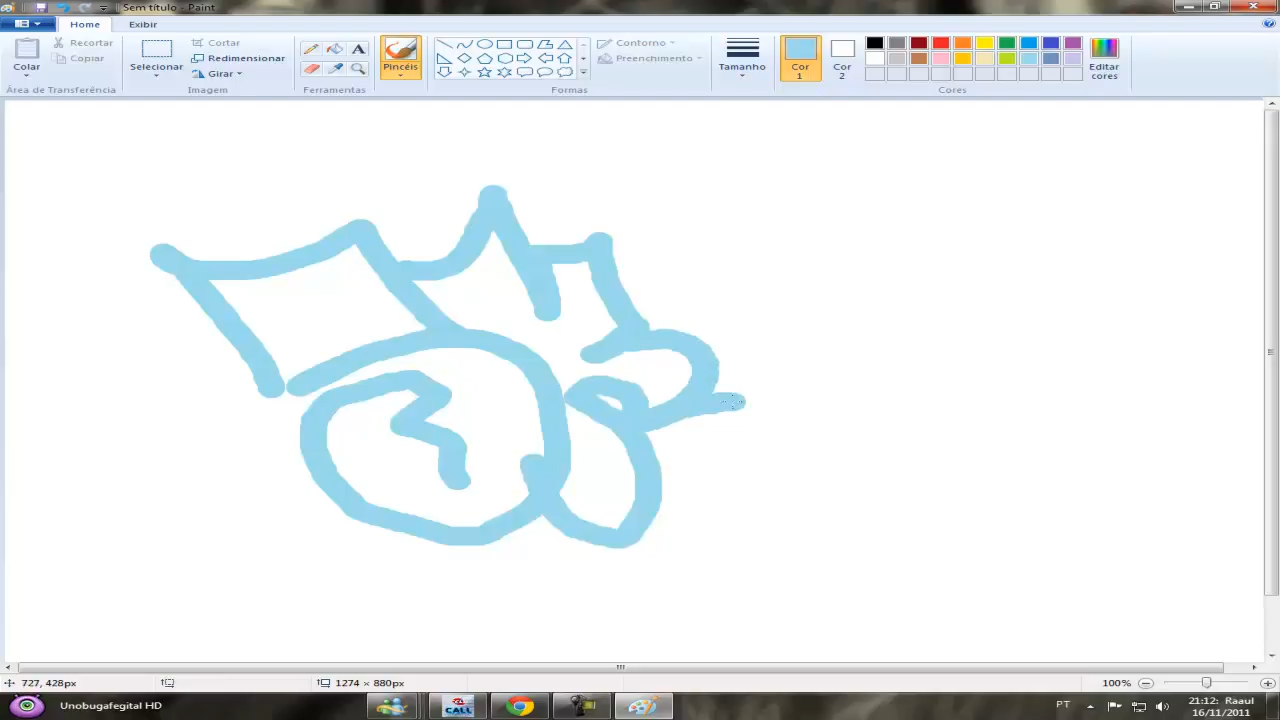 Sem título - Paint
Home Exibir
Colar
Recortar
Copiar
Área de Transferência
Selecionar
Cortar
Redimensionar
Girar
Imagem
A
Ferramentas
Pincéis
Contorno
Preenchimento
Formas
Tamanho
Cor
1
Cor
2
Editar
cores
Cores
727, 428px
1274 × 880px
100%
Unobugafegital HD
CALL
PT
21:12: Raaul
16/11/2011